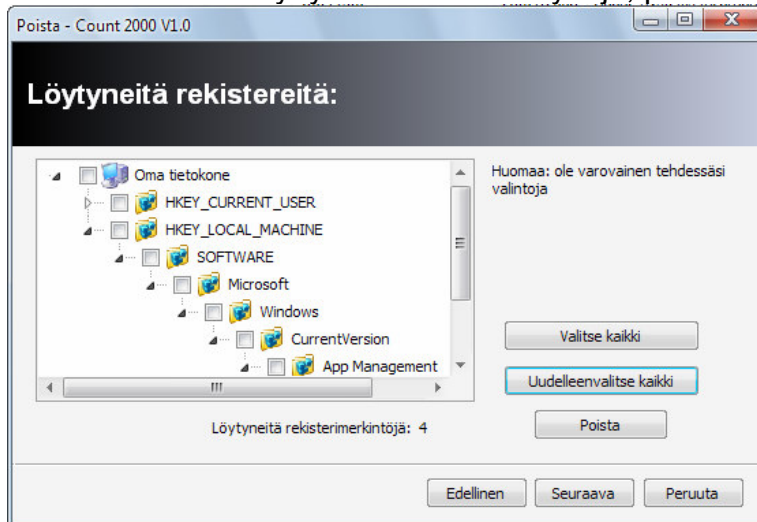 Poista - Count 2000 V1.0
Löytyneitä rekistereitä:
Oma tietokone
HKEY_CURRENT_USER
HKEY_LOCAL_MACHINE
SOFTWARE
Microsoft
Windows
CurrentVersion
App Management
Huomaa: ole varovainen tehdessäsi
valintoja
Valitse kaikki
Uudelleenvalitse kaikki
Löytyneitä rekisterimerkintöjä: 4
Poista
Edellinen
Seuraava
Peruuta